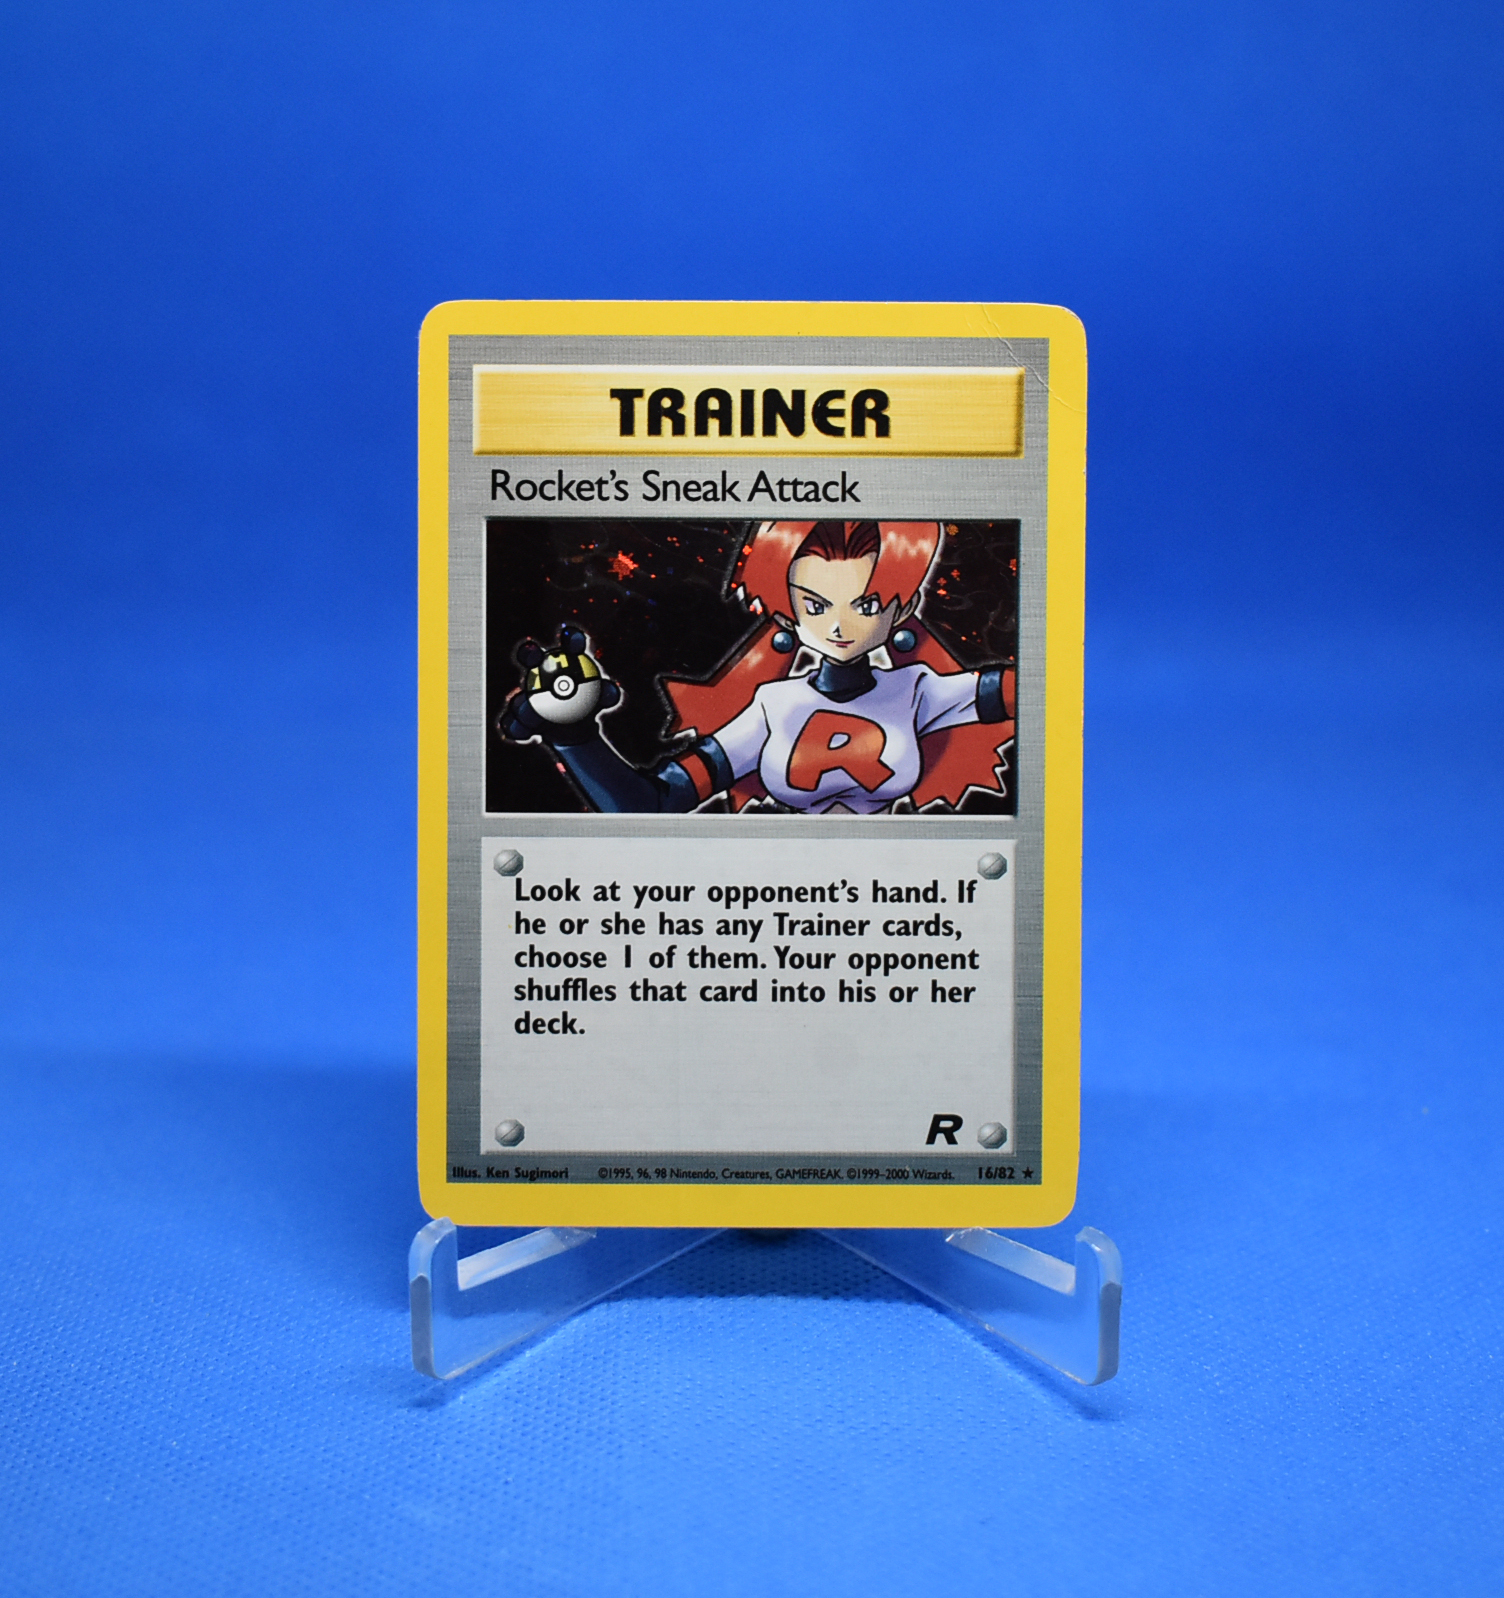 TRAINER
Rocket's Sneak Attack
R
Look at your opponent's hand. If
he or she has any Trainer cards,
choose 1 of them. Your opponent
shuffles that card into his or her
deck.
R
Illus. Ken Sugimori ©1995, 96, 98 Nintendo, Creatures, GAMEFREAK. ©1999-2000 Wizards. 16/82 ★